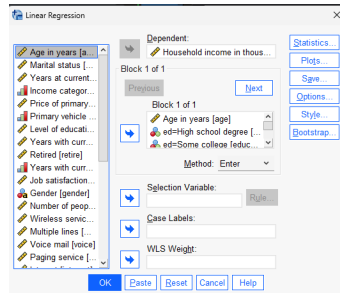 Linear Regression
Age in years [a...
Marital status [...
Years at current...
Income categor...
Price of primary...
Primary vehicle ...
Level of educati...
Years with curr...
Retired [retire]
Years with curr...
Job satisfaction...
Gender [gender]
Number of peop...
Wireless servic...
Multiple lines [...
Voice mail [voice]
Paging service [...
Dependent:
Household income in thous...
Block 1 of 1
Previous
Next
Block 1 of 1
Age in years [age]
ed=High school degree [...
ed=Some college [educ...
Method: Enter
Selection Variable:
Rule...
Case Labels:
WLS Weight:
Statistics...
Plots...
Save...
Options...
Style...
Bootstrap...
OK
Paste
Reset
Cancel
Help